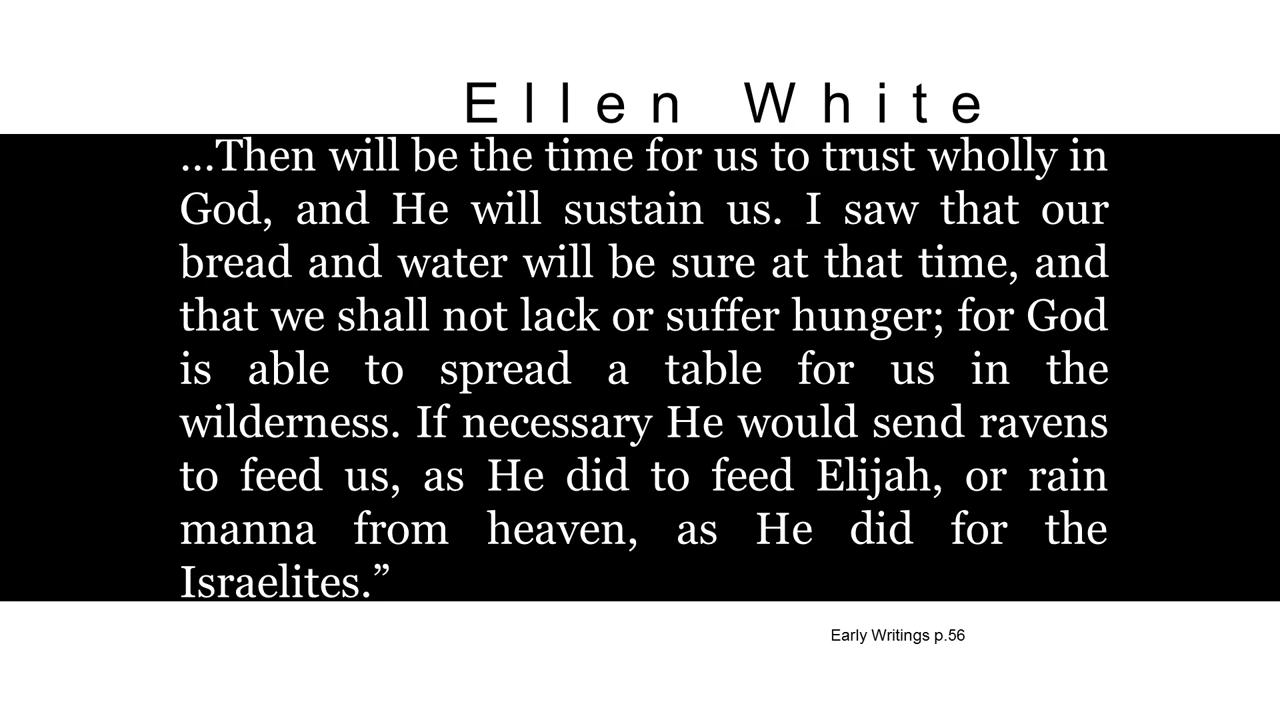 Ellen White
...Then will be the time for us to trust wholly in
God, and He will sustain us. I saw that our
bread and water will be sure at that time, and
that we shall not lack or suffer hunger; for God
is able to spread a table for us in the
wilderness. If necessary He would send ravens
to feed us, as He did to feed Elijah, or rain
manna from heaven, as He did for the
Israelites.”
Early Writings p.56